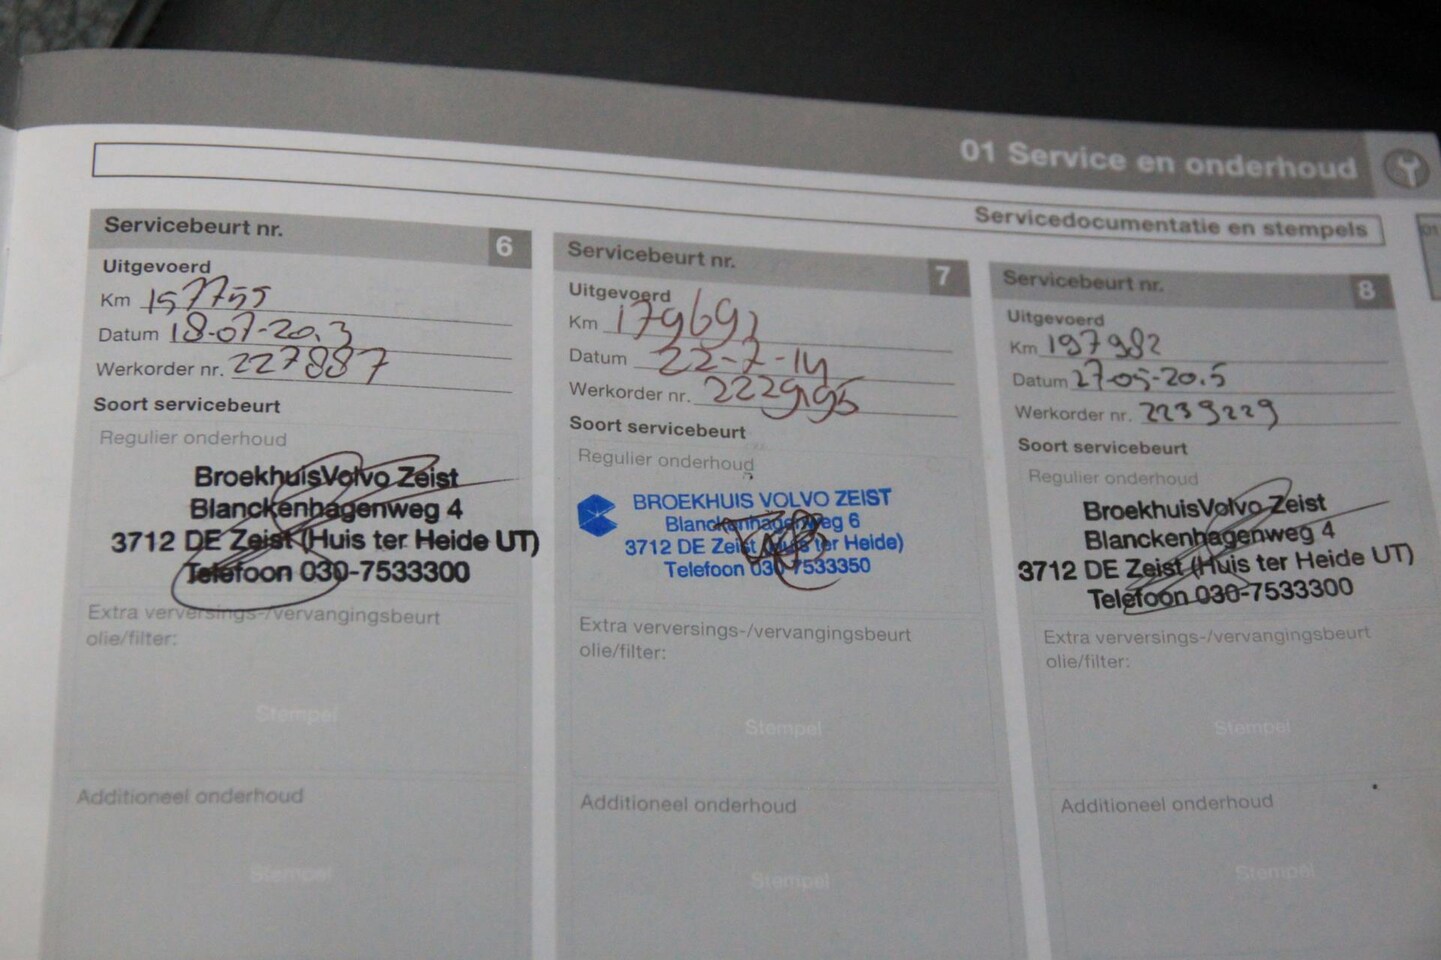 01 Service en onderhoud
Servicedocumentatie en stempels
01
Servicebeurt nr. 6
Uitgevoerd
Km 157755
Datum 18-07-20.3
Werkorder nr. 227887
Soort servicebeurt
Regulier onderhoud
BroekhuisVolvo Zeist
Blanckenhagenweg 4
3712 DE Zeist (Huis ter Heide UT)
Telefoon 030-7533300
Extra verversings-/vervangingsbeurt
olie/filter:
Stempel
Additioneel onderhoud
Stempel
Servicebeurt nr. 7
Uitgevoerd
Km
Datum 22-7-14
Werkorder nr. 222995
Soort servicebeurt
Regulier onderhoud
BROEKHUIS VOLVO ZEIST
Blanckenhagenweg 6
3712 DE Zeist (Huis ter Heide)
Telefoon 030-7533350
Extra verversings-/vervangingsbeurt
olie/filter:
Stempel
Additioneel onderhoud
Stempel
Servicebeurt nr. 8
Uitgevoerd
Km 197982
Datum 27-05-20.5
Werkorder nr. 2239229
Soort servicebeurt
Regulier onderhoud
BroekhuisVolvo Zeist
Blanckenhagenweg 4
3712 DE Zeist (Huis ter Heide UT)
Telefoon 030-7533300
Extra verversings-/vervangingsbeurt
olie/filter:
Stempel
Additioneel onderhoud
Stempel